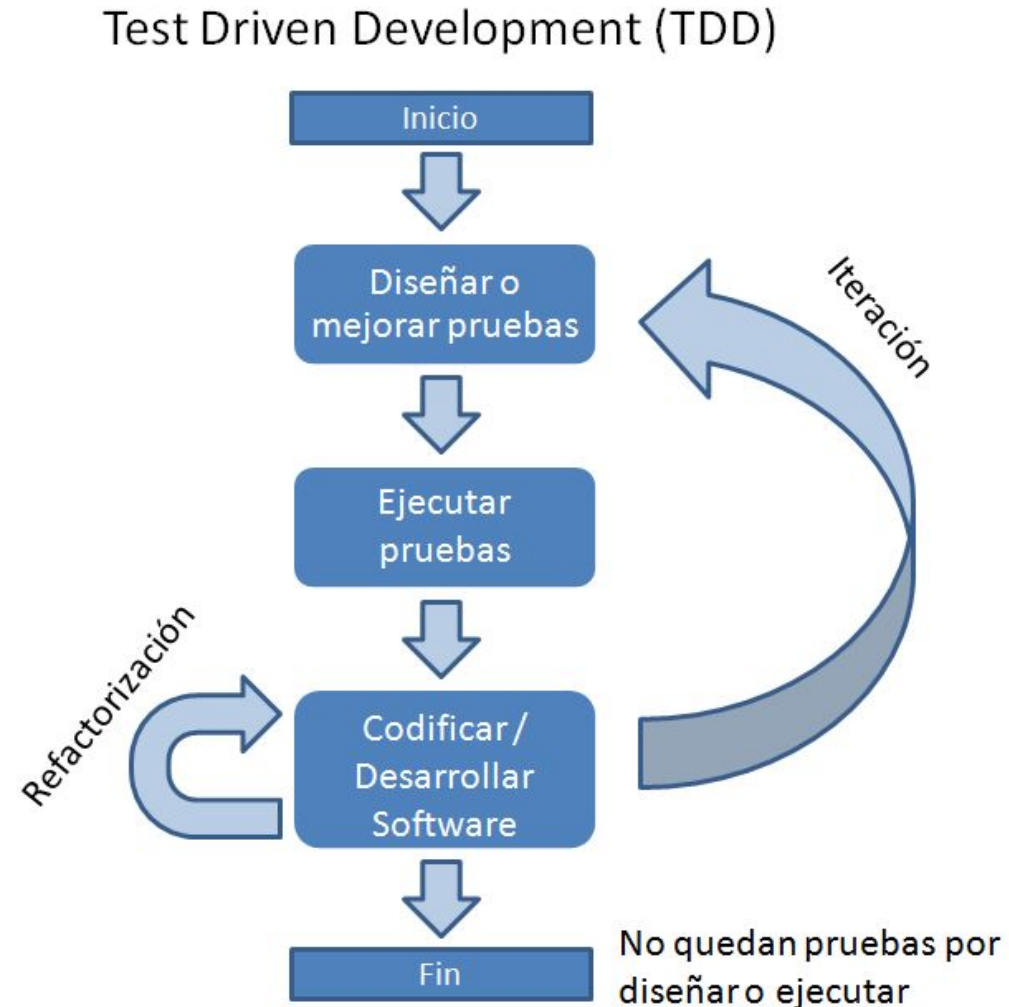 Test Driven Development (TDD)
Inicio
Diseñar o
mejorar pruebas
Iteración
Ejecutar
pruebas
Refactorización
Codificar /
Desarrollar
Software
Fin
No quedan pruebas por
diseñar o ejecutar